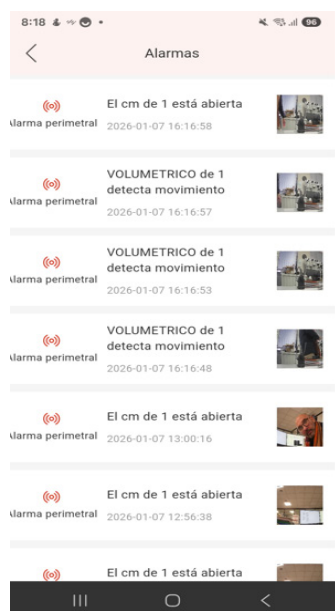 8:18
96
Alarmas
El cm de 1 está abierta
Alarma perimetral
2026-01-07 16:16:58
VOLUMETRICO de 1
detecta movimiento
Alarma perimetral
2026-01-07 16:16:57
VOLUMETRICO de 1
detecta movimiento
Alarma perimetral
2026-01-07 16:16:53
VOLUMETRICO de 1
detecta movimiento
Alarma perimetral
2026-01-07 16:16:48
El cm de 1 está abierta
Alarma perimetral
2026-01-07 13:00:16
El cm de 1 está abierta
Alarma perimetral
2026-01-07 12:56:38
El cm de 1 está abierta